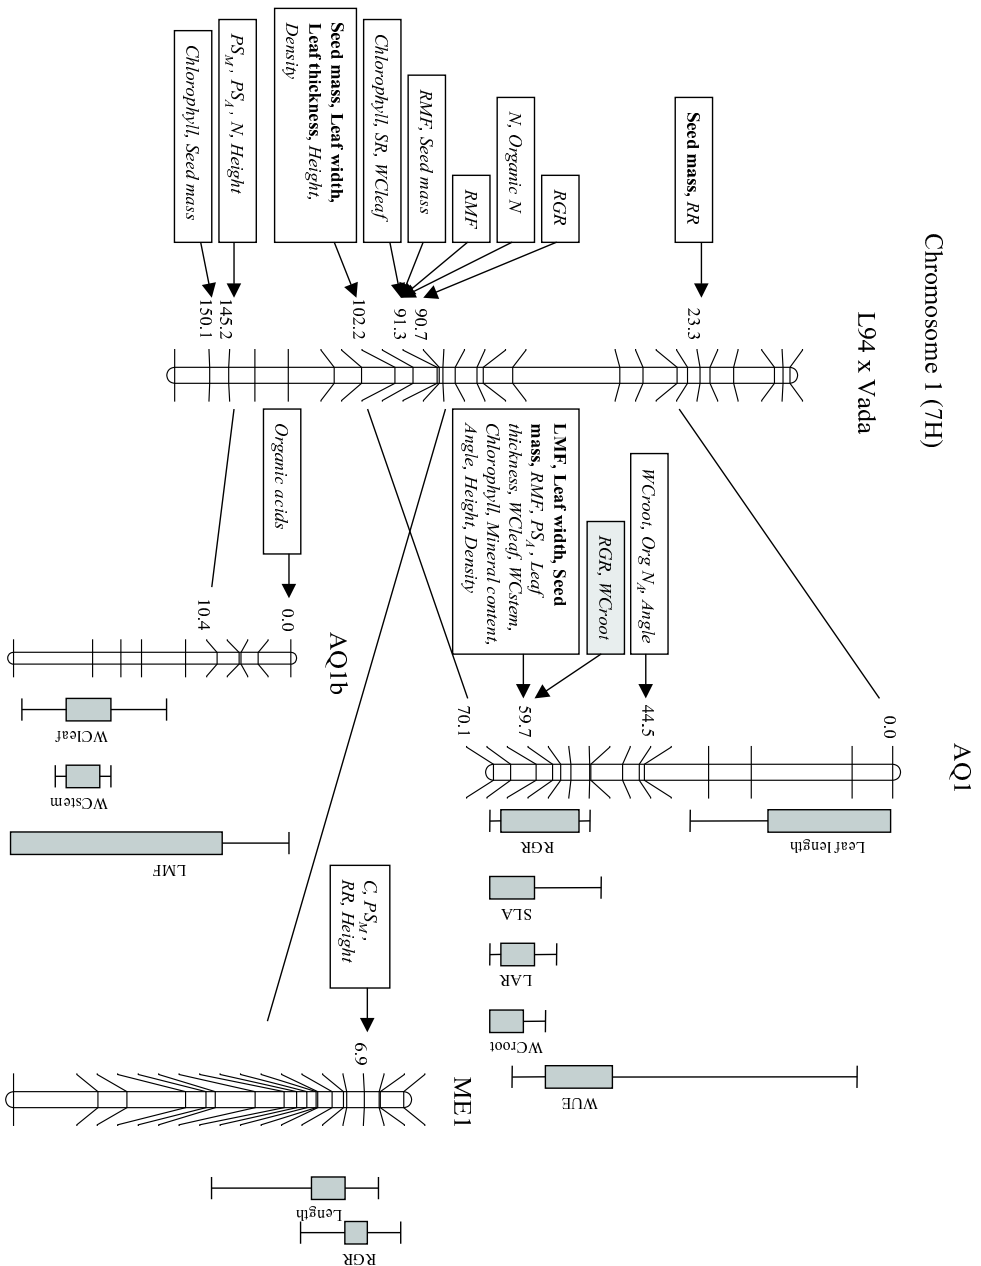 Chromosome 1 (7H)
L94 x Vada
Seed mass, RR
RGR
N, Organic N
RMF
RMF, Seed mass
Chlorophyll, SR, WCleaf
Seed mass, Leaf width,
Leaf thickness, Height,
Density
PSM, PSA, N, Height
Chlorophyll, Seed mass
23.3
90.7
91.3
102.2
145.2
150.1
AQ1
WCroot, Org NA, Angle
RGR, WCroot
LMF, Leaf width, Seed
mass, RMF, PSA, Leaf
thickness, WCleaf, WCstem,
Chlorophyll, Mineral content,
Angle, Height, Density
0.0
44.5
59.7
70.1
Leaf length
RGR
SLA
LAR
WCroot
WUE
AQ1b
Organic acids
0.0
10.4
WCleaf
WCstem
LMF
ME1
C, PSM,
RR, Height
6.9
Length
RGR